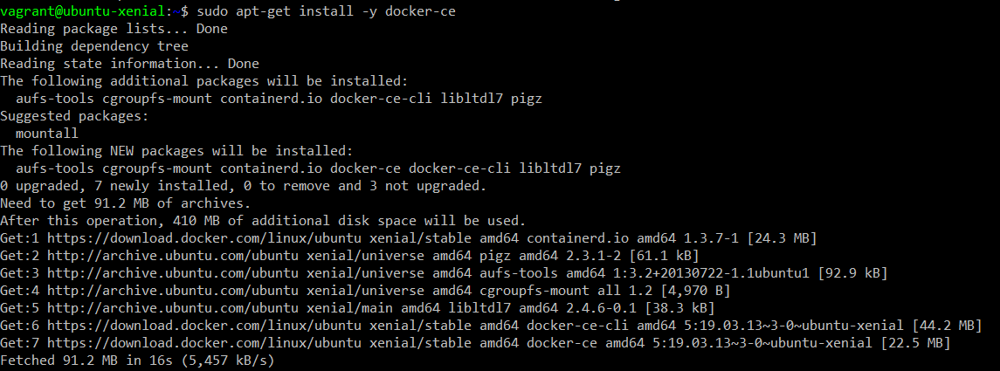 vagrant@ubuntu-xenial:~$ sudo apt-get install -y docker-ce
Reading package lists... Done
Building dependency tree
Reading state information... Done
The following additional packages will be installed:
  aufs-tools cgroupfs-mount containerd.io docker-ce-cli libltdl7 pigz
Suggested packages:
  mountall
The following NEW packages will be installed:
  aufs-tools cgroupfs-mount containerd.io docker-ce docker-ce-cli libltdl7 pigz
0 upgraded, 7 newly installed, 0 to remove and 3 not upgraded.
Need to get 91.2 MB of archives.
After this operation, 410 MB of additional disk space will be used.
Get:1 https://download.docker.com/linux/ubuntu xenial/stable amd64 containerd.io amd64 1.3.7-1 [24.3 MB]
Get:2 http://archive.ubuntu.com/ubuntu xenial/universe amd64 pigz amd64 2.3.1-2 [61.1 kB]
Get:3 http://archive.ubuntu.com/ubuntu xenial/universe amd64 aufs-tools amd64 1:3.2+20130722-1.1ubuntu1 [92.9 kB]
Get:4 http://archive.ubuntu.com/ubuntu xenial/universe amd64 cgroupfs-mount all 1.2 [4,970 B]
Get:5 http://archive.ubuntu.com/ubuntu xenial/main amd64 libltdl7 amd64 2.4.6-0.1 [38.3 kB]
Get:6 https://download.docker.com/linux/ubuntu xenial/stable amd64 docker-ce-cli amd64 5:19.03.13~3-0~ubuntu-xenial [44.2 MB]
Get:7 https://download.docker.com/linux/ubuntu xenial/stable amd64 docker-ce amd64 5:19.03.13~3-0~ubuntu-xenial [22.5 MB]
Fetched 91.2 MB in 16s (5,457 kB/s)